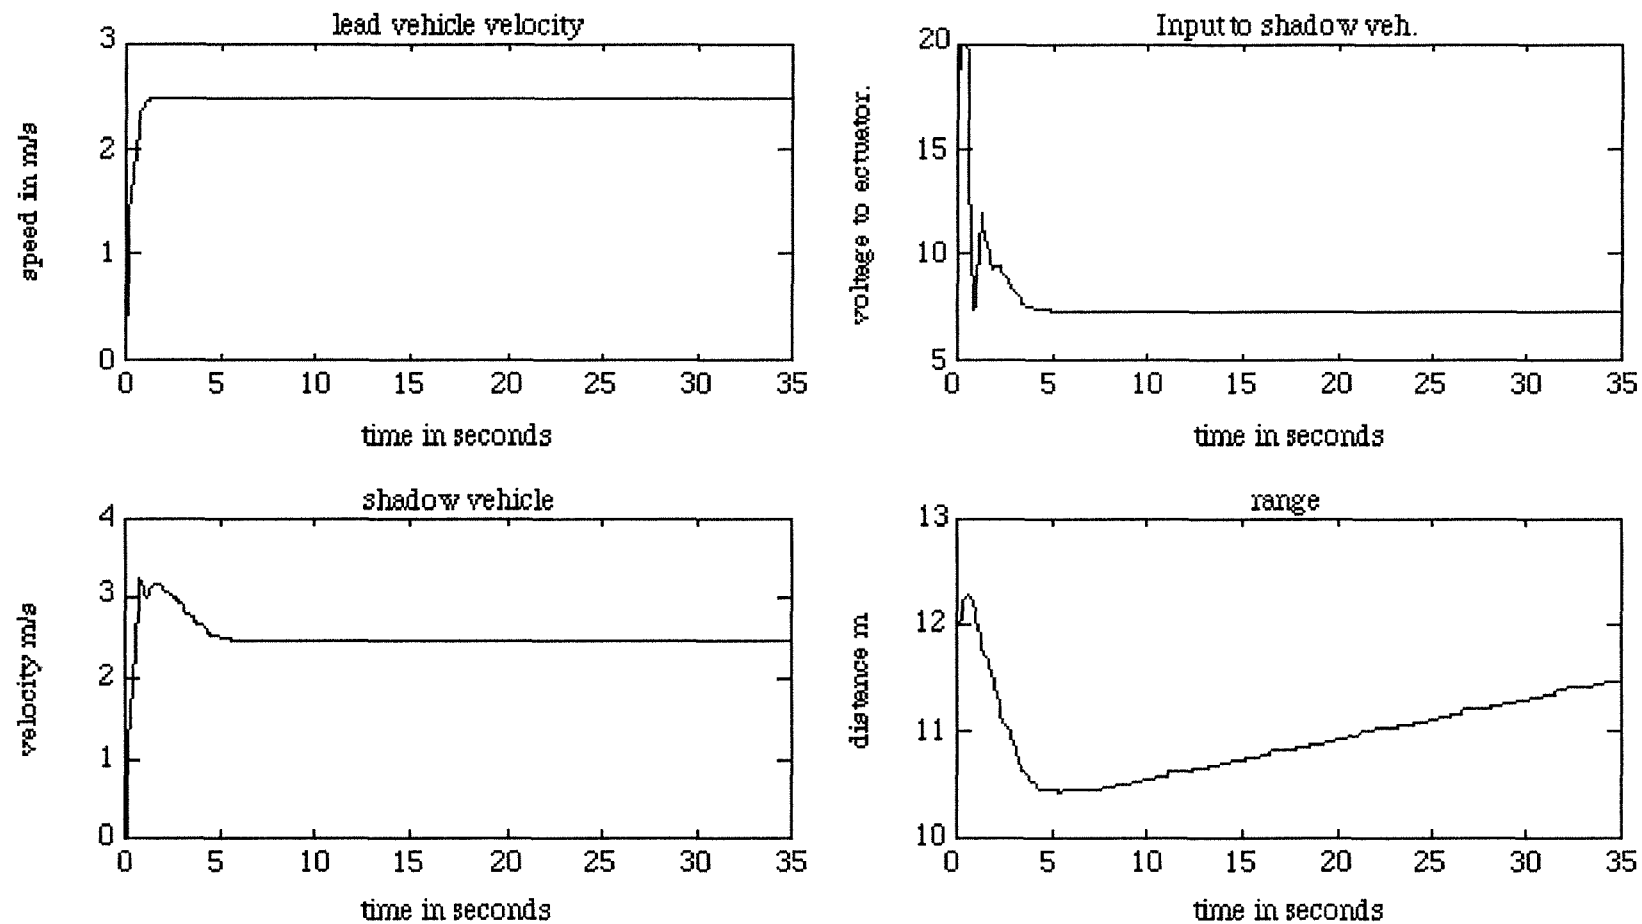 lead vehicle velocity
speed in m/s
3
2
1
0
0 5 10 15 20 25 30 35
time in seconds
Input to shadow veh.
voltage to actuator.
20
15
10
5
0 5 10 15 20 25 30 35
time in seconds
shadow vehicle
velocity m/s
4
3
2
1
0
0 5 10 15 20 25 30 35
time in seconds
range
distance m
13
12
11
10
0 5 10 15 20 25 30 35
time in seconds